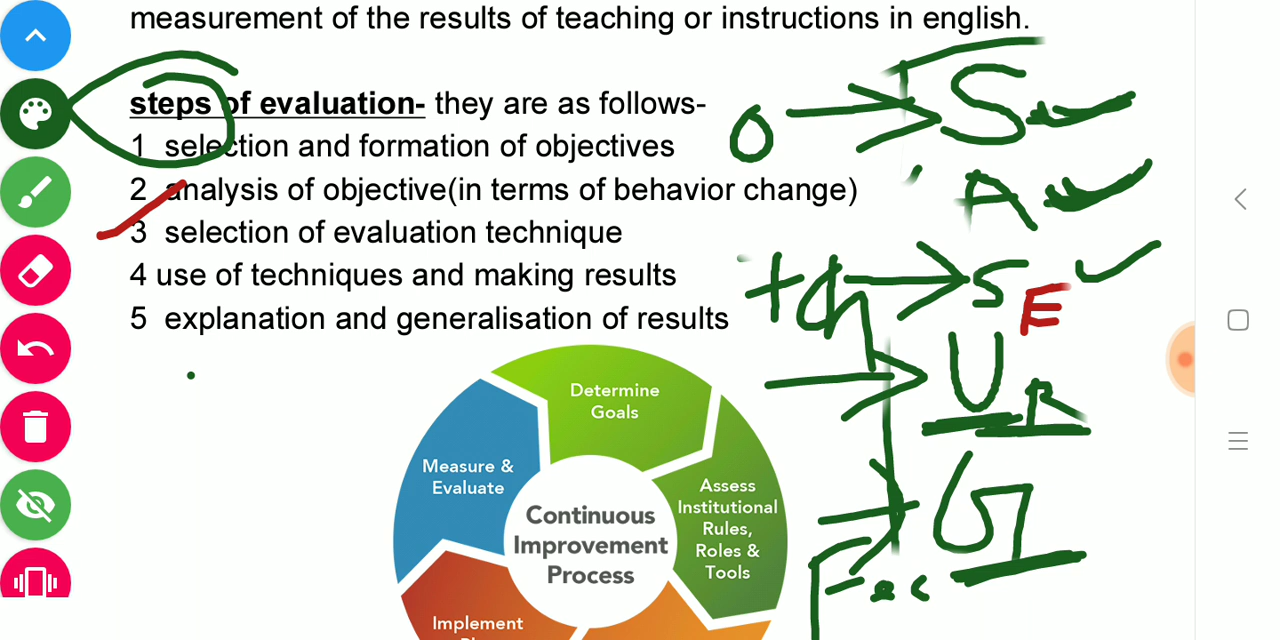 measurement of the results of teaching or instructions in english.
steps of evaluation- they are as follows-
1 selection and formation of objectives
2 analysis of objective(in terms of behavior change)
3 selection of evaluation technique
4 use of techniques and making results
5 explanation and generalisation of results
O S
A
S E
U R
G
Determine
Goals
Measure &
Evaluate
Assess
Institutional
Rules,
Roles &
Tools
Continuous
Improvement
Process
Implement